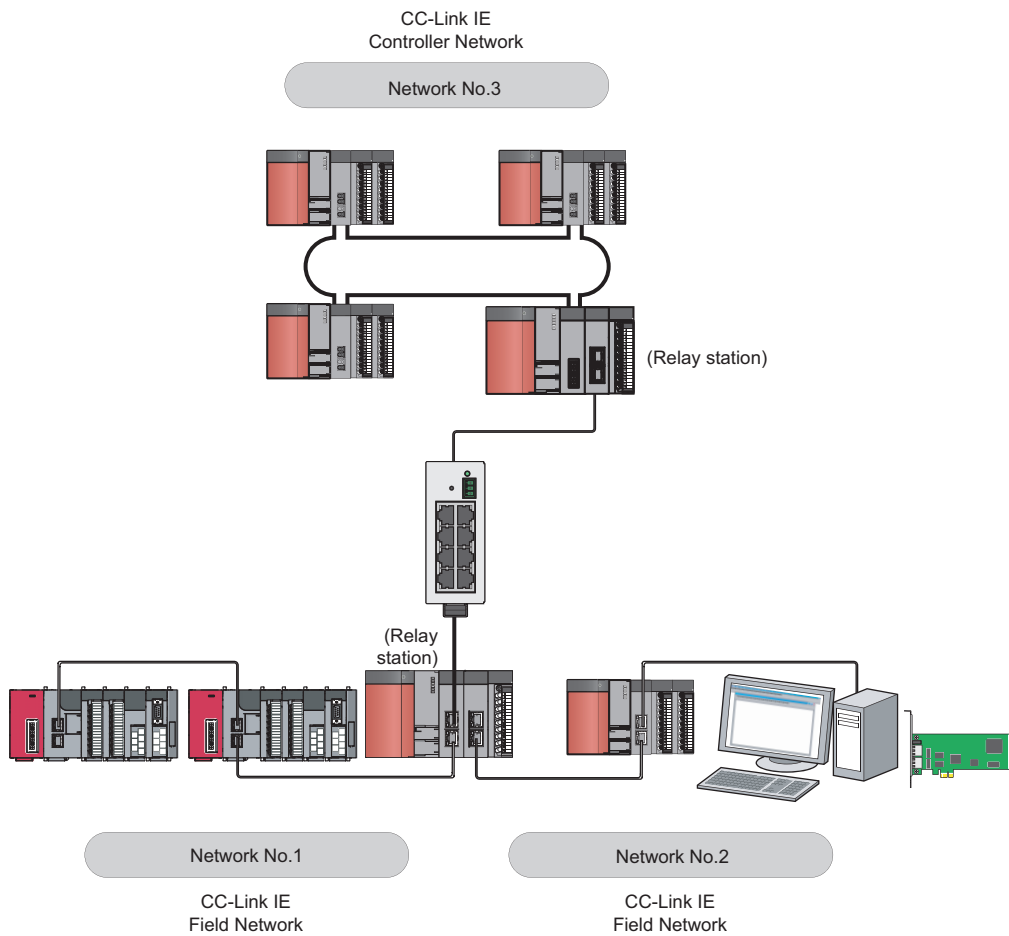 CC-Link IE
Controller Network
Network No.3
(Relay station)
(Relay
station)
Network No.1
Network No.2
CC-Link IE
Field Network
CC-Link IE
Field Network